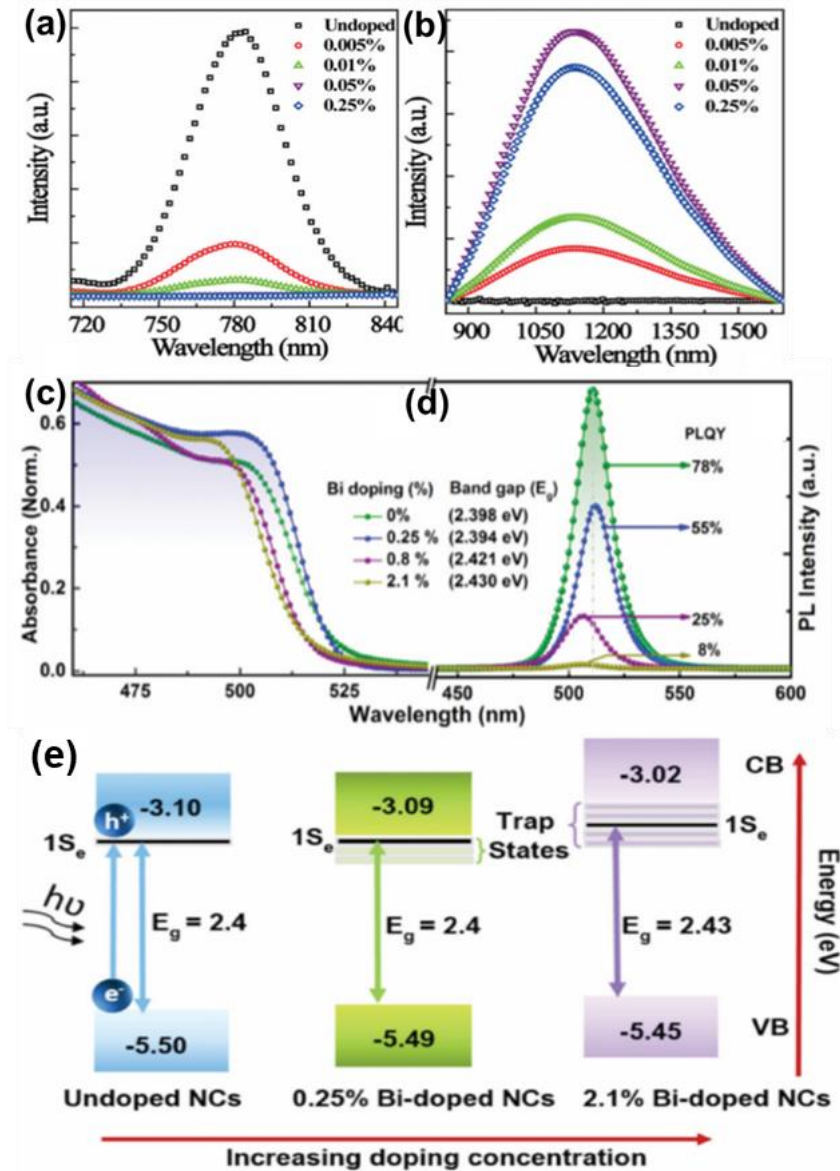 (a)
Undoped
0.005%
0.01%
0.05%
0.25%
Intensity (a.u.)
720 750 780 810 840
Wavelength (nm)
(b)
Undoped
0.005%
0.01%
0.05%
0.25%
Intensity (a.u.)
900 1050 1200 1350 1500
Wavelength (nm)
(c)
Absorbance (Norm.)
0.6
0.4
0.2
0.0
475 500 525
(d)
Bi doping (%) Band gap (Eg)
0% (2.398 eV)
0.25 % (2.394 eV)
0.8 % (2.421 eV)
2.1 % (2.430 eV)
PLQY
78%
55%
25%
8%
PL Intensity (a.u.)
450 500 550 600
Wavelength (nm)
(e)
-3.10
h+
1Se
hυ
Eg = 2.4
e-
-5.50
Undoped NCs
-3.09
1Se
Trap
States
Eg = 2.4
-5.49
0.25% Bi-doped NCs
-3.02
CB
1Se
Eg = 2.43
-5.45
VB
2.1% Bi-doped NCs
Energy (eV)
Increasing doping concentration